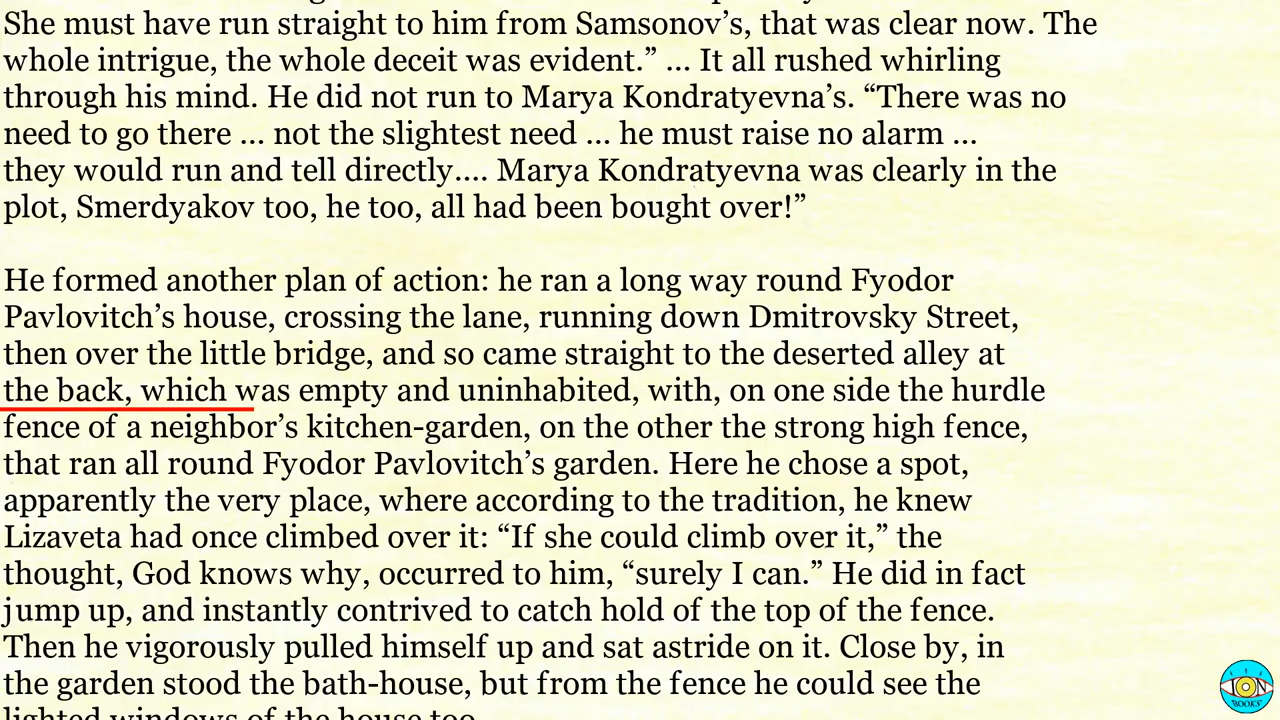 She must have run straight to him from Samsonov’s, that was clear now. The
whole intrigue, the whole deceit was evident.” ... It all rushed whirling
through his mind. He did not run to Marya Kondratyevna’s. “There was no
need to go there ... not the slightest need ... he must raise no alarm ...
they would run and tell directly.... Marya Kondratyevna was clearly in the
plot, Smerdyakov too, he too, all had been bought over!”
He formed another plan of action: he ran a long way round Fyodor
Pavlovitch’s house, crossing the lane, running down Dmitrovsky Street,
then over the little bridge, and so came straight to the deserted alley at
the back, which was empty and uninhabited, with, on one side the hurdle
fence of a neighbor’s kitchen-garden, on the other the strong high fence,
that ran all round Fyodor Pavlovitch’s garden. Here he chose a spot,
apparently the very place, where according to the tradition, he knew
Lizaveta had once climbed over it: “If she could climb over it,” the
thought, God knows why, occurred to him, “surely I can.” He did in fact
jump up, and instantly contrived to catch hold of the top of the fence.
Then he vigorously pulled himself up and sat astride on it. Close by, in
the garden stood the bath-house, but from the fence he could see the
lighted windows of the house too.
ION
BOOKS